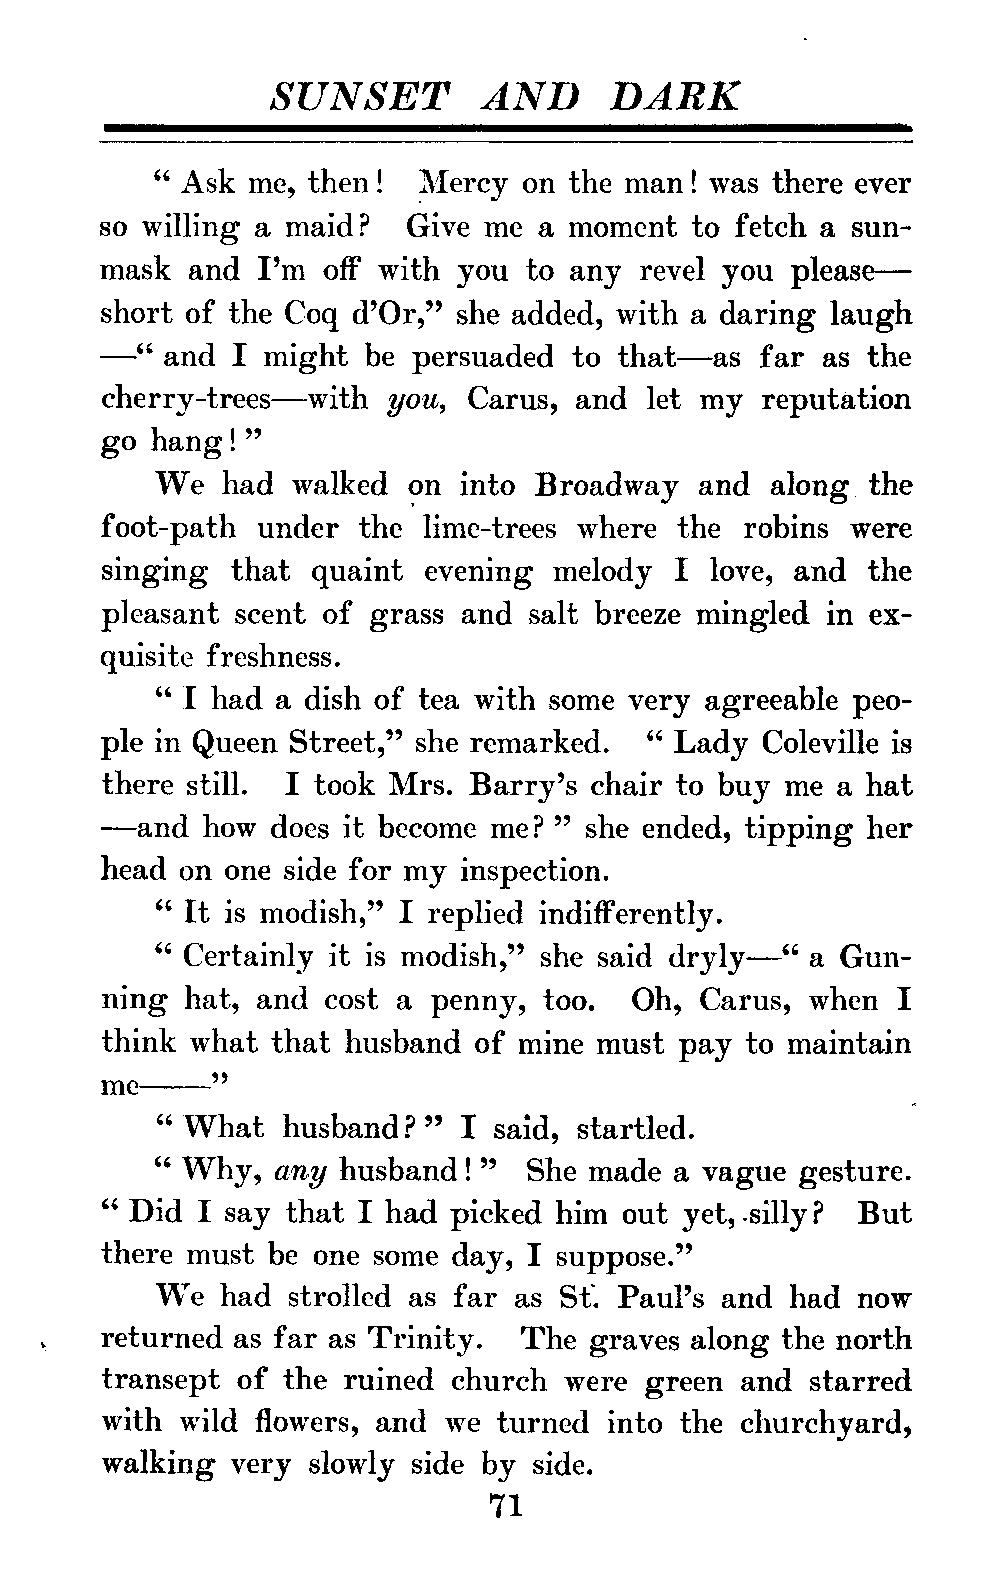 SUNSET AND DARK
“ Ask me, then! Mercy on the man! was there ever
so willing a maid? Give me a moment to fetch a sun-
mask and I'm off with you to any revel you please—
short of the Coq d'Or,” she added, with a daring laugh
—“ and I might be persuaded to that—as far as the
cherry-trees—with you, Carus, and let my reputation
go hang! ”
We had walked on into Broadway and along the
foot-path under the lime-trees where the robins were
singing that quaint evening melody I love, and the
pleasant scent of grass and salt breeze mingled in ex-
quisite freshness.
“ I had a dish of tea with some very agreeable peo-
ple in Queen Street,” she remarked. “ Lady Coleville is
there still. I took Mrs. Barry's chair to buy me a hat
—and how does it become me? ” she ended, tipping her
head on one side for my inspection.
“ It is modish,” I replied indifferently.
“ Certainly it is modish,” she said dryly—“ a Gun-
ning hat, and cost a penny, too. Oh, Carus, when I
think what that husband of mine must pay to maintain
me——”
“ What husband? ” I said, startled.
“ Why, any husband! ” She made a vague gesture.
“ Did I say that I had picked him out yet, silly? But
there must be one some day, I suppose.”
We had strolled as far as St. Paul's and had now
returned as far as Trinity. The graves along the north
transept of the ruined church were green and starred
with wild flowers, and we turned into the churchyard,
walking very slowly side by side.
71